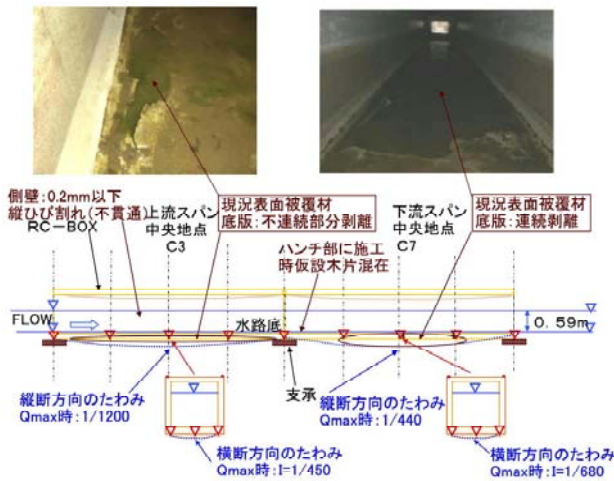 側壁:0.2mm以下
縦ひび割れ(不貫通)
RC-BOX
上流スパン
中央地点
C3
現況表面被覆材
底版:不連続部分剥離
下流スパン
中央地点
C7
現況表面被覆材
底版:連続剥離
ハンチ部に施工
時仮設木片混在
FLOW
水路底
0.59m
支承
縦断方向のたわみ
Qmax時:1/1200
縦断方向のたわみ
Qmax時:1/440
横断方向のたわみ
Qmax時:I=1/450
横断方向のたわみ
Qmax時:I=1/680